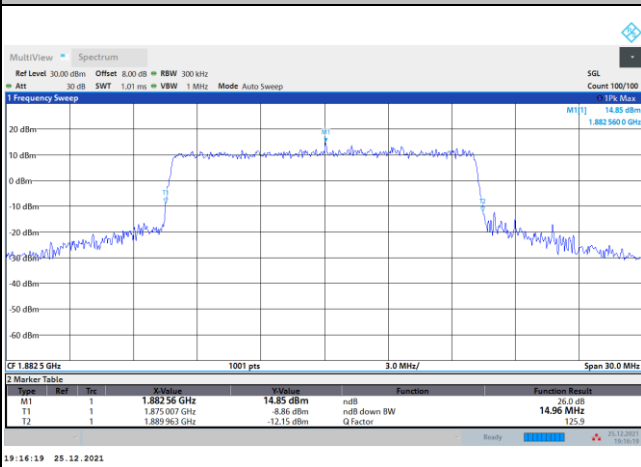 MultiView Spectrum
Ref Level 30.00 dBm Offset 8.00 dB RBW 300 kHz SGL
Att 30 dB SWT 1.01 ms VBW 1 MHz Mode Auto Sweep Count 100/100
1 Frequency Sweep 1Pk Max
M1[1] 14.85 dBm
1.882 560 0 GHz
20 dBm
M1
10 dBm
0 dBm
T1
T2
-10 dBm
-20 dBm
-30 dBm
-40 dBm
-50 dBm
-60 dBm
CF 1.882 5 GHz 1001 pts 3.0 MHz/ Span 30.0 MHz
2 Marker Table
Type Ref Trc X-Value Y-Value Function Function Result
M1 1 1.882 56 GHz 14.85 dBm ndB 26.0 dB
T1 1 1.875 007 GHz -8.86 dBm ndB down BW 14.96 MHz
T2 1 1.889 963 GHz -12.15 dBm Q Factor 125.9
Ready 25.12.2021
19:16:19
19:16:19 25.12.2021